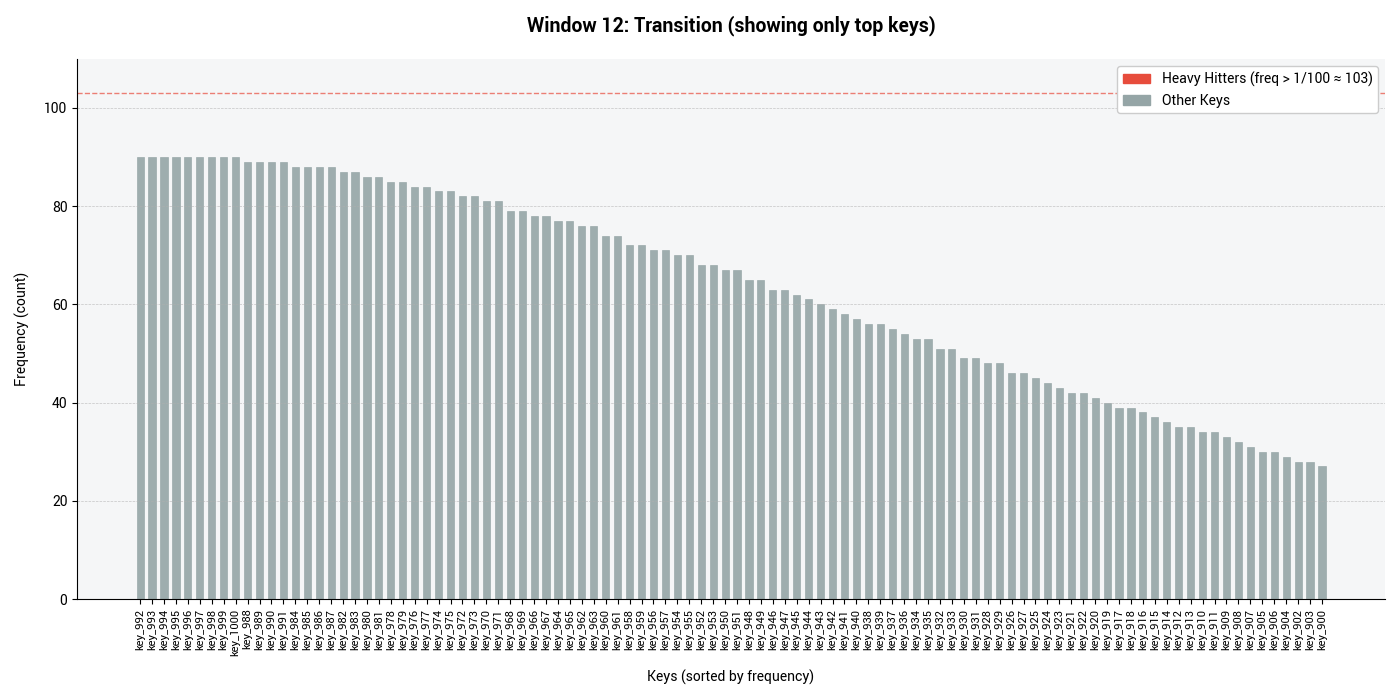 Window 12: Transition (showing only top keys)
Heavy Hitters (freq > 1/100 ≈ 103)
Other Keys
Frequency (count)
100
80
60
40
20
0
key_992 key_993 key_994 key_995 key_996 key_997 key_998 key_999 key_1000 key_988 key_989 key_990 key_991 key_984 key_985 key_986 key_987 key_982 key_983 key_980 key_981 key_978 key_979 key_976 key_977 key_974 key_975 key_972 key_973 key_970 key_971 key_968 key_969 key_966 key_967 key_964 key_965 key_962 key_963 key_960 key_961 key_958 key_959 key_956 key_957 key_954 key_955 key_952 key_953 key_950 key_951 key_948 key_949 key_946 key_947 key_945 key_944 key_943 key_942 key_941 key_940 key_938 key_939 key_937 key_936 key_934 key_935 key_932 key_933 key_930 key_931 key_928 key_929 key_926 key_927 key_925 key_924 key_923 key_921 key_922 key_920 key_919 key_917 key_918 key_916 key_915 key_914 key_912 key_913 key_910 key_911 key_909 key_908 key_907 key_905 key_906 key_904 key_902 key_903 key_900
Keys (sorted by frequency)